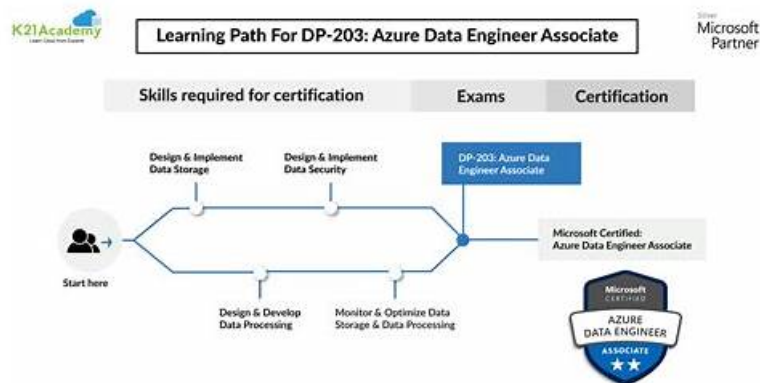 K21Academy
Learn Cloud from Experts
Learning Path For DP-203: Azure Data Engineer Associate
Silver
Microsoft
Partner
Skills required for certification
Exams
Certification
Design & Implement
Data Storage
Design & Implement
Data Security
DP-203: Azure Data
Engineer Associate
Start here
Microsoft Certified:
Azure Data Engineer Associate
Design & Develop
Data Processing
Monitor & Optimize Data
Storage & Data Processing
Microsoft
CERTIFIED
AZURE
DATA ENGINEER
ASSOCIATE